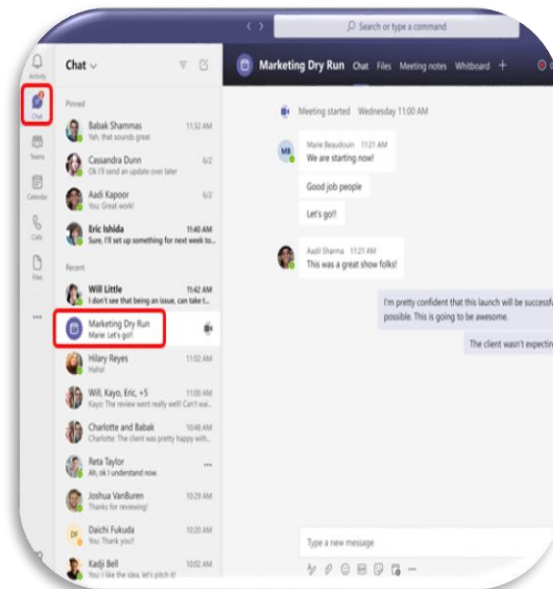 Search or type a command
Activity
Chat
Teams
Calendar
Calls
Files
Chat
Pinned
Babak Shammas 11:32 AM
Yeah, that sounds great
Cassandra Dunn 6/2
Ok I'll send an update over later
Aadi Kapoor 6/2
You: Great work!
Eric Ishida 11:40 AM
Sure, I'll set up something for next week to...
Recent
Will Little 11:42 AM
I don't see that being an issue, can take t...
Marketing Dry Run
Marie: Let's go!!
Hilary Reyes 11:02 AM
Haha!
Will, Kayo, Eric, +5 11:00 AM
Kayo: The review went really well! Can't wai...
Charlotte and Babak 10:48 AM
Charlotte: The client was pretty happy with...
Reta Taylor
Ah, ok I understand now.
Joshua VanBuren 10:29 AM
Thanks for reviewing!
DF
Daichi Fukuda 10:20 AM
You: Thank you!!
Kadji Bell 10:02 AM
You: I like the idea, let's pitch it!
Marketing Dry Run Chat Files Meeting notes Whiteboard +
Meeting started Wednesday 11:00 AM
MB
Marie Beaudouin 11:21 AM
We are starting now!
Good job people
Let's go!!
Aadil Sharma 11:21 AM
This was a great show folks!
I'm pretty confident that this launch will be successfu
possible. This is going to be awesome.
The client wasn't expecting
Type a new message